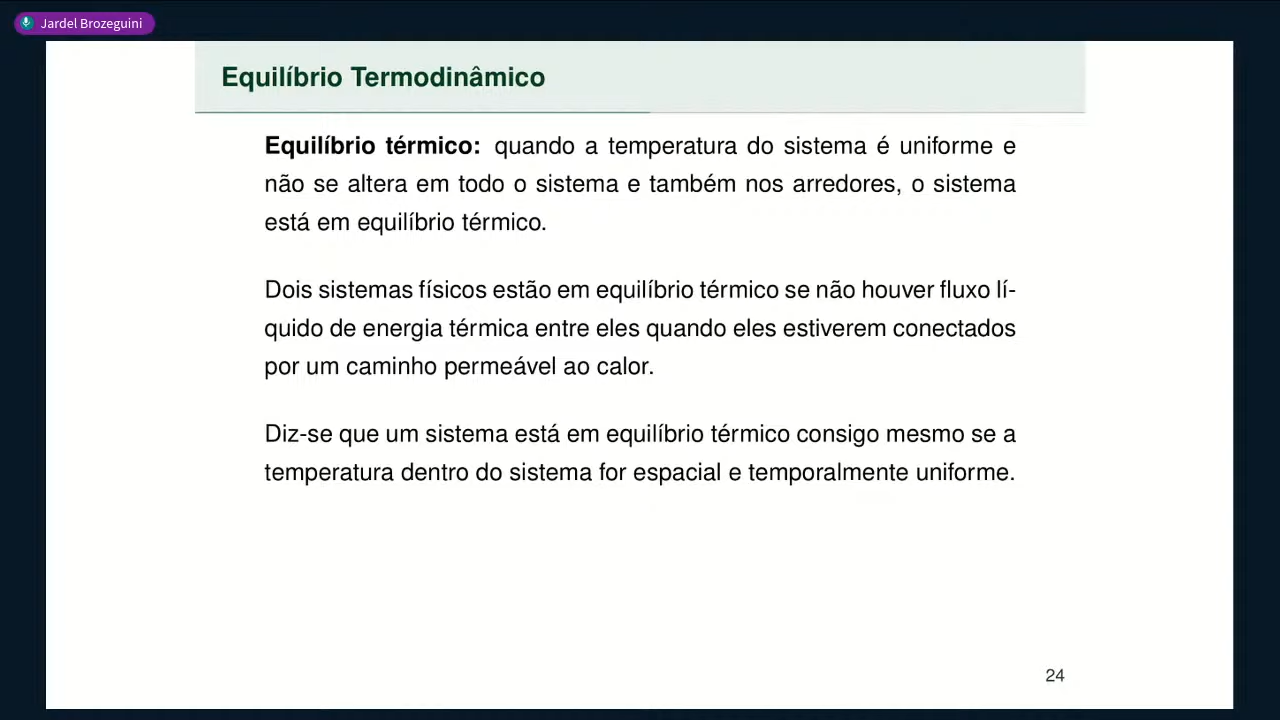 Jardel Brozeguini
Equilíbrio Termodinâmico
Equilíbrio térmico: quando a temperatura do sistema é uniforme e
não se altera em todo o sistema e também nos arredores, o sistema
está em equilíbrio térmico.
Dois sistemas físicos estão em equilíbrio térmico se não houver fluxo lí-
quido de energia térmica entre eles quando eles estiverem conectados
por um caminho permeável ao calor.
Diz-se que um sistema está em equilíbrio térmico consigo mesmo se a
temperatura dentro do sistema for espacial e temporalmente uniforme.
24